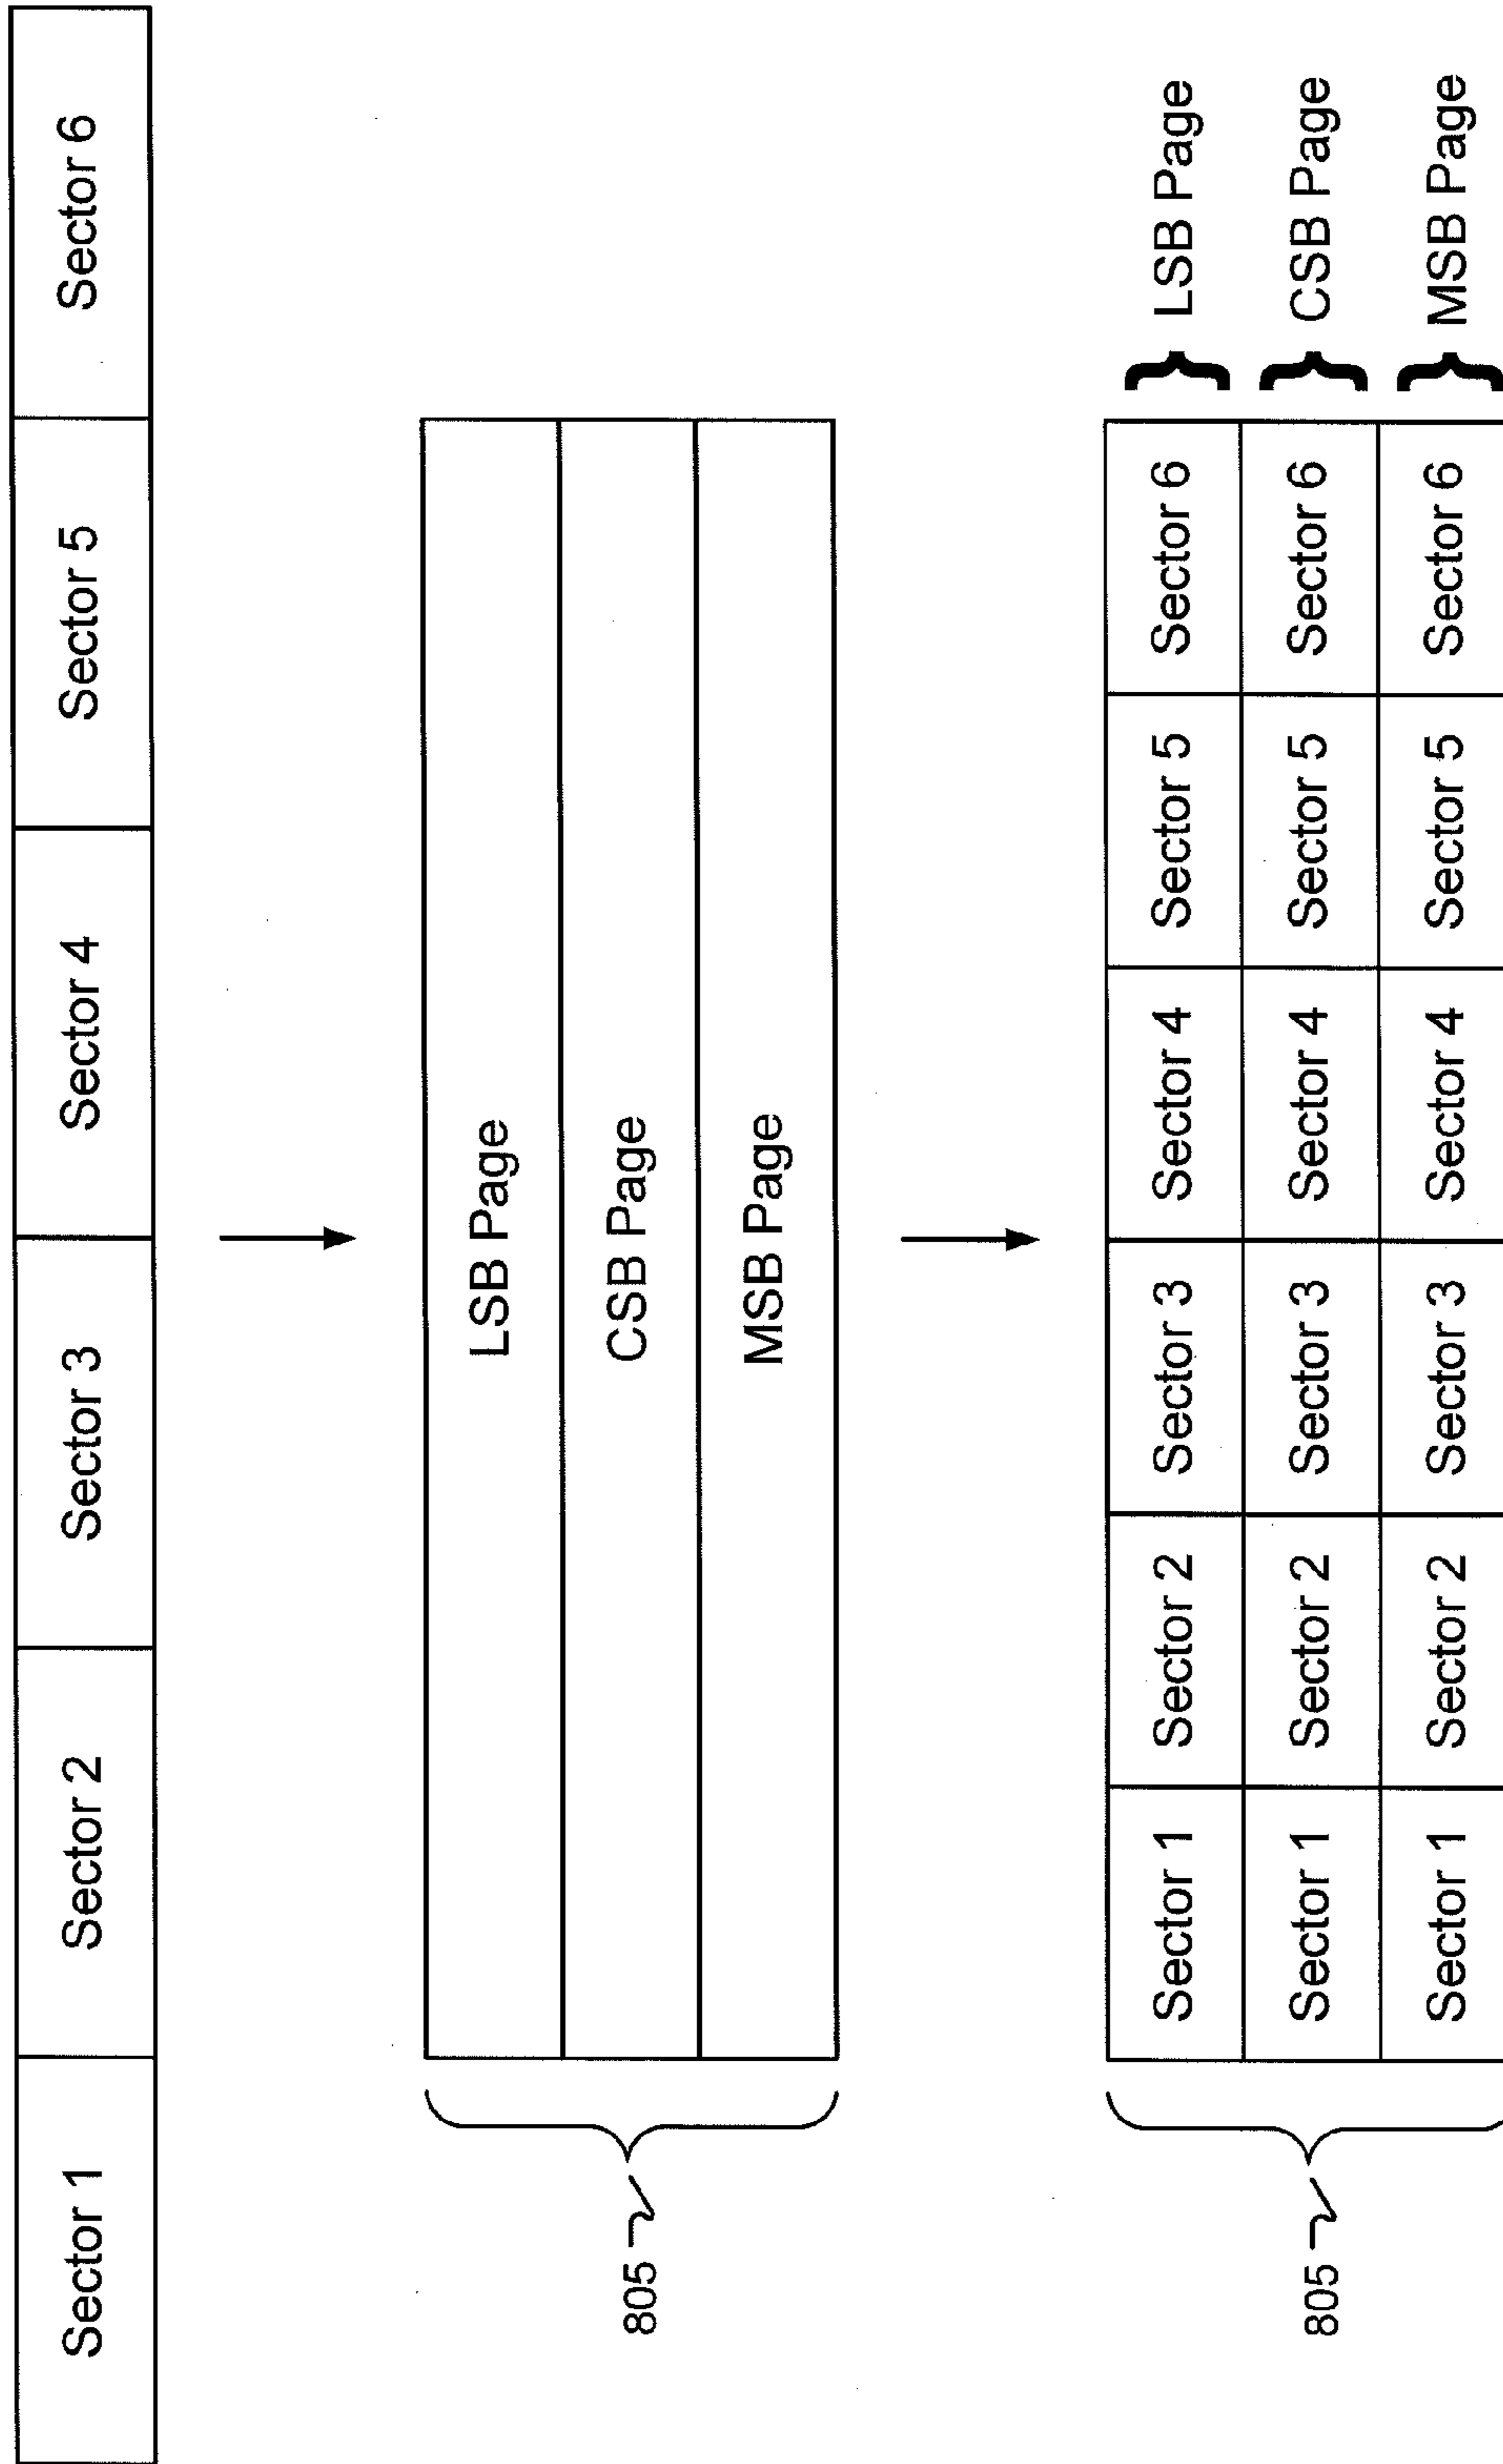 Sector 1 Sector 2 Sector 3 Sector 4 Sector 5 Sector 6
LSB Page
CSB Page
MSB Page
805
Sector 1 Sector 2 Sector 3 Sector 4 Sector 5 Sector 6 LSB Page
Sector 1 Sector 2 Sector 3 Sector 4 Sector 5 Sector 6 CSB Page
Sector 1 Sector 2 Sector 3 Sector 4 Sector 5 Sector 6 MSB Page
805